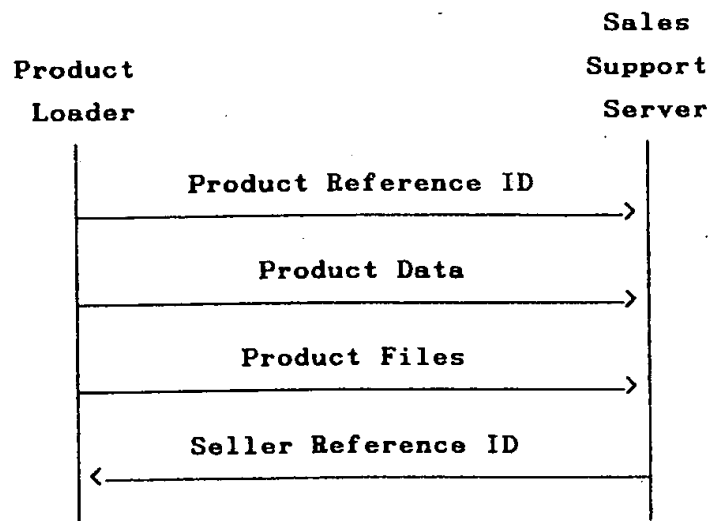 Product
Loader
Sales
Support
Server
Product Reference ID
Product Data
Product Files
Seller Reference ID